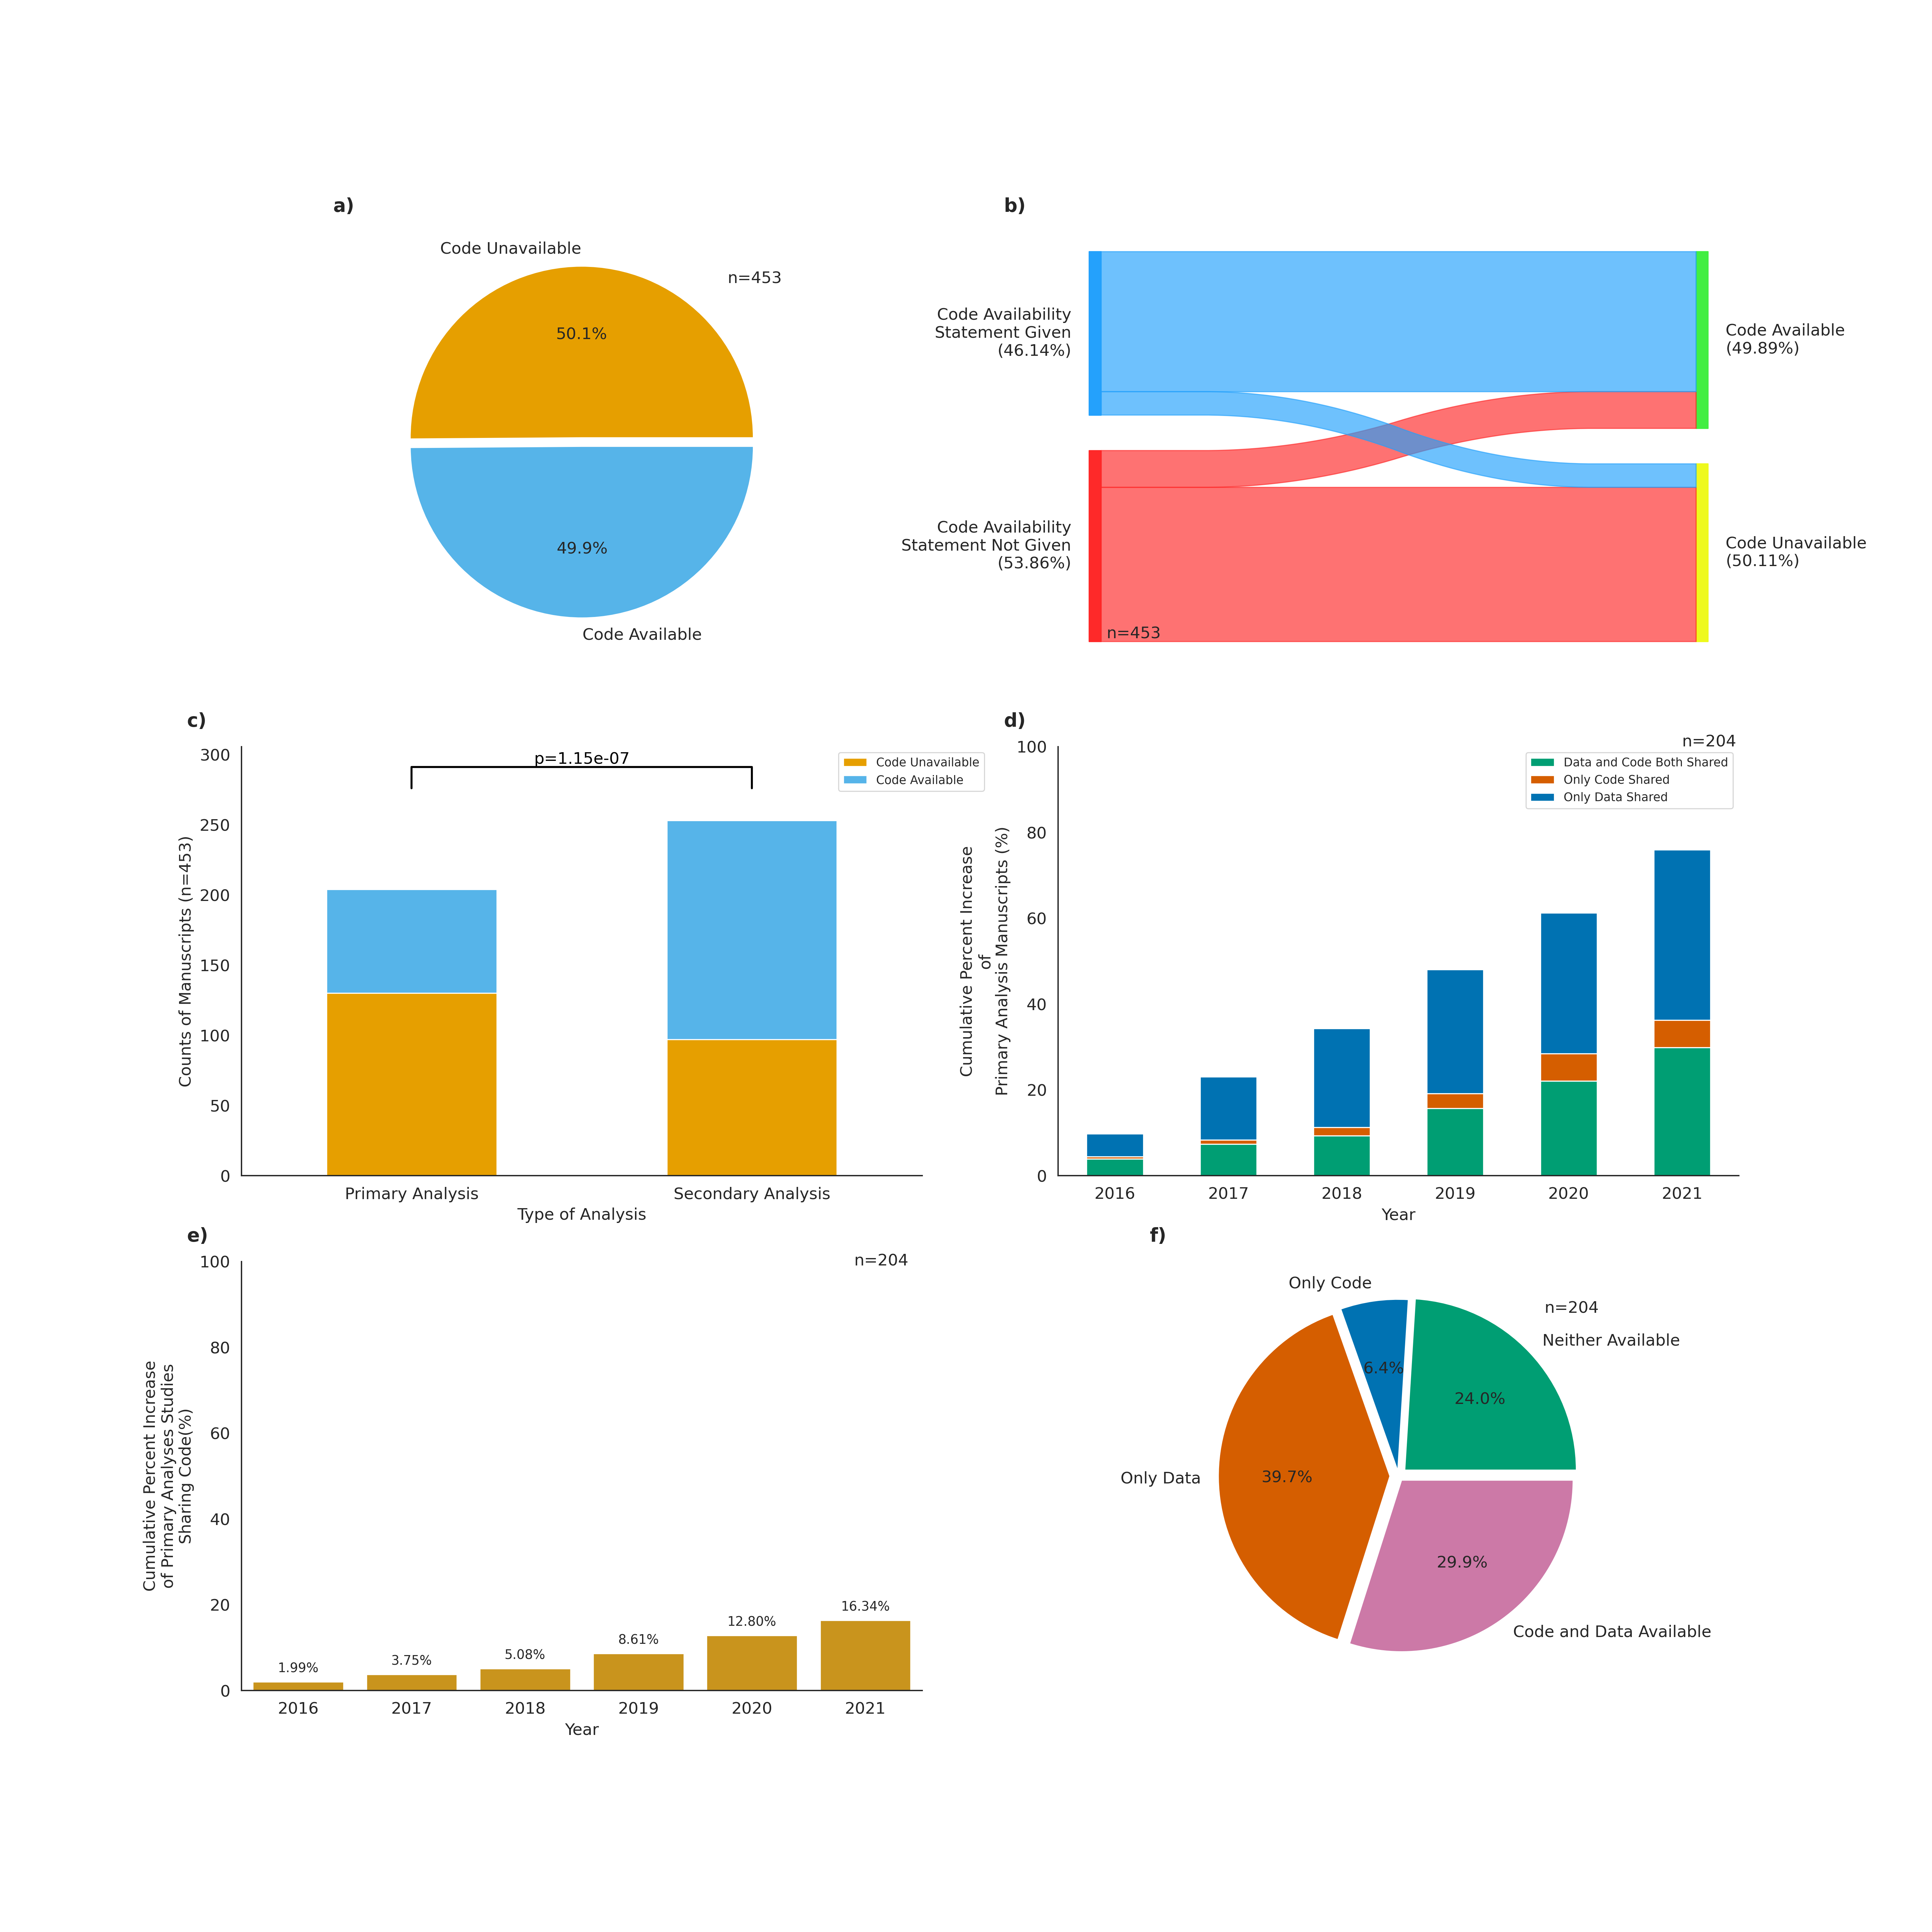 a)
Code Unavailable
n=453
50.1%
49.9%
Code Available
b)
Code Availability
Statement Given
(46.14%)
Code Available
(49.89%)
Code Availability
Statement Not Given
(53.86%)
Code Unavailable
(50.11%)
n=453
c)
p=1.15e-07
Code Unavailable
Code Available
Counts of Manuscripts (n=453)
300
250
200
150
100
50
0
Primary Analysis
Secondary Analysis
Type of Analysis
d)
n=204
Data and Code Both Shared
Only Code Shared
Only Data Shared
Cumulative Percent Increase
of
Primary Analysis Manuscripts (%)
100
80
60
40
20
0
2016
2017
2018
2019
2020
2021
Year
e)
n=204
Cumulative Percent Increase
of Primary Analyses Studies
Sharing Code(%)
100
80
60
40
20
0
1.99%
3.75%
5.08%
8.61%
12.80%
16.34%
2016
2017
2018
2019
2020
2021
Year
f)
Only Code
n=204
Neither Available
6.4%
24.0%
Only Data
39.7%
29.9%
Code and Data Available